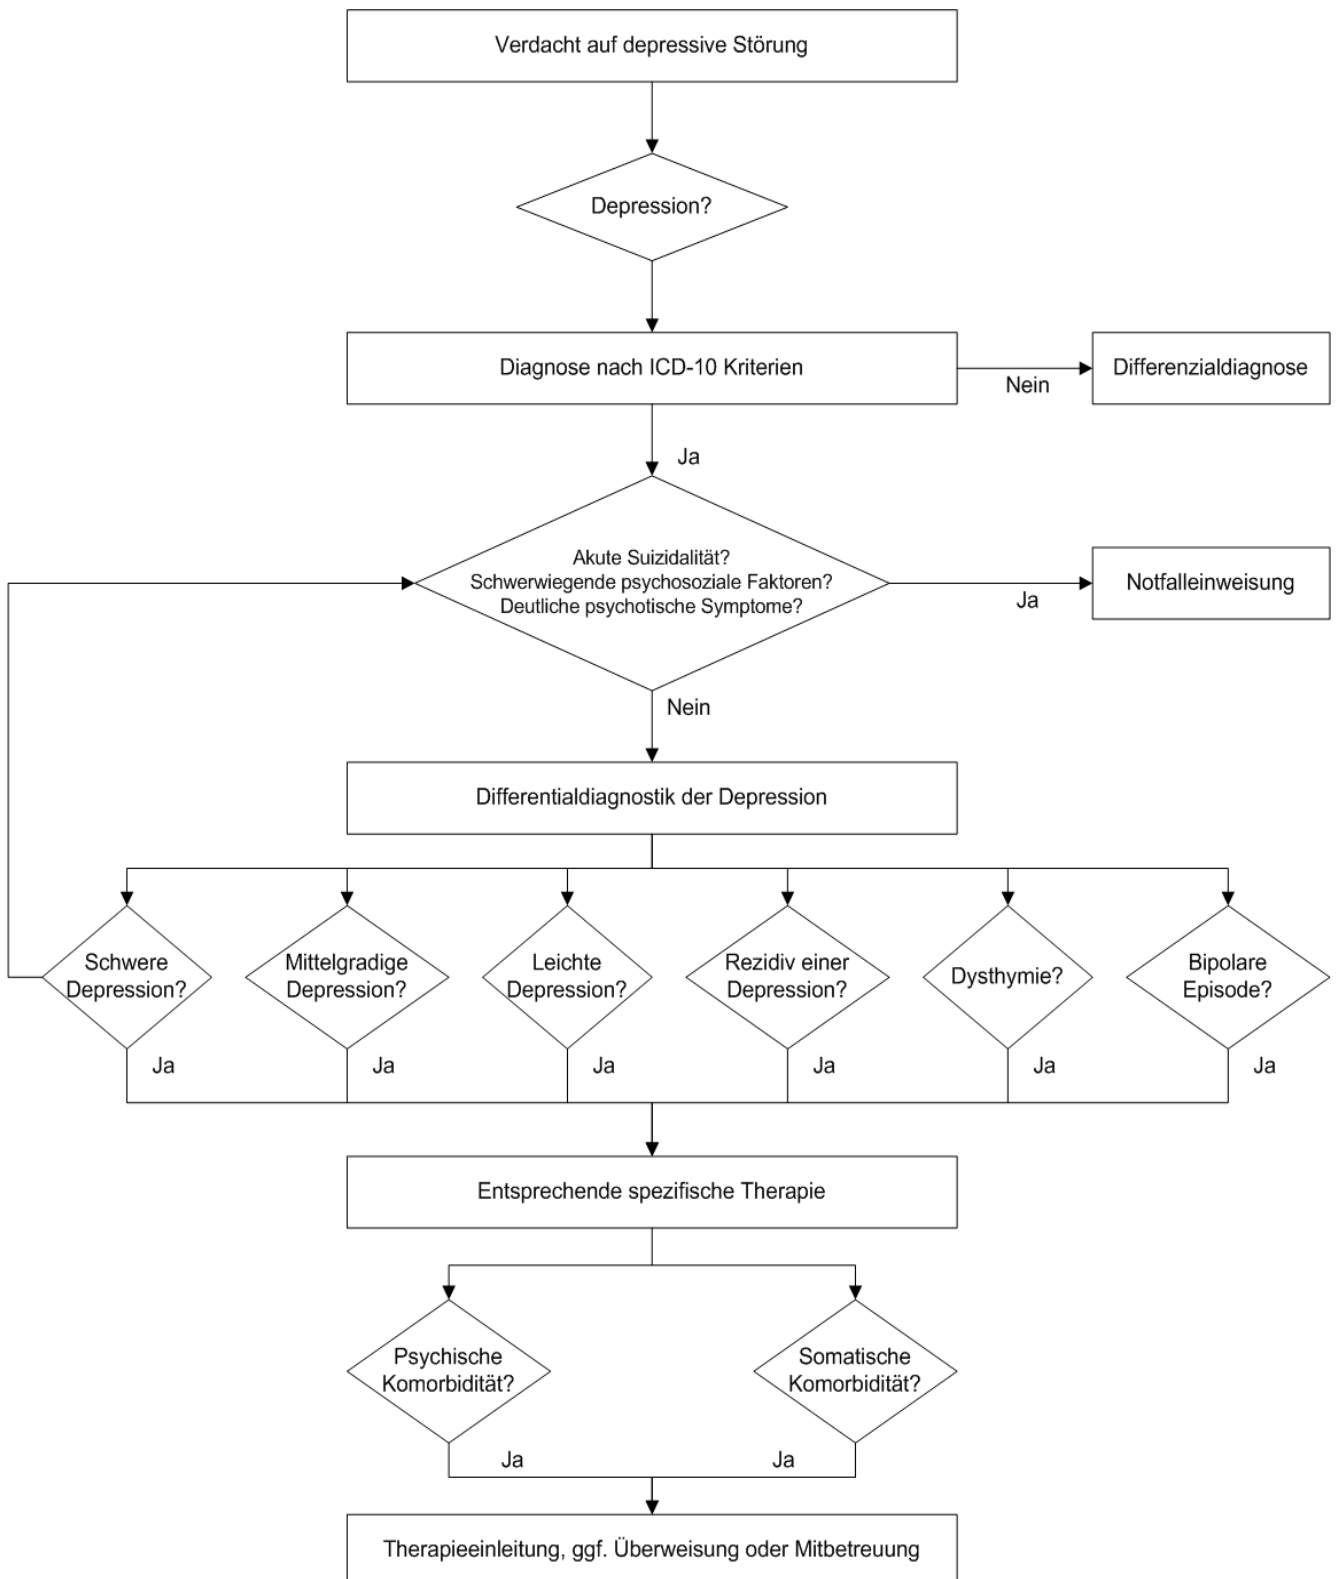 Verdacht auf depressive Störung
Depression?
Diagnose nach ICD-10 Kriterien
Nein
Differenzialdiagnose
Ja
Akute Suizidalität?
Schwerwiegende psychosoziale Faktoren?
Deutliche psychotische Symptome?
Ja
Notfalleinweisung
Nein
Differentialdiagnostik der Depression
Schwere
Depression?
Mittelgradige
Depression?
Leichte
Depression?
Rezidiv einer
Depression?
Dysthymie?
Bipolare
Episode?
Ja
Ja
Ja
Ja
Ja
Ja
Entsprechende spezifische Therapie
Psychische
Komorbidität?
Somatische
Komorbidität?
Ja
Ja
Therapieeinleitung, ggf. Überweisung oder Mitbetreuung